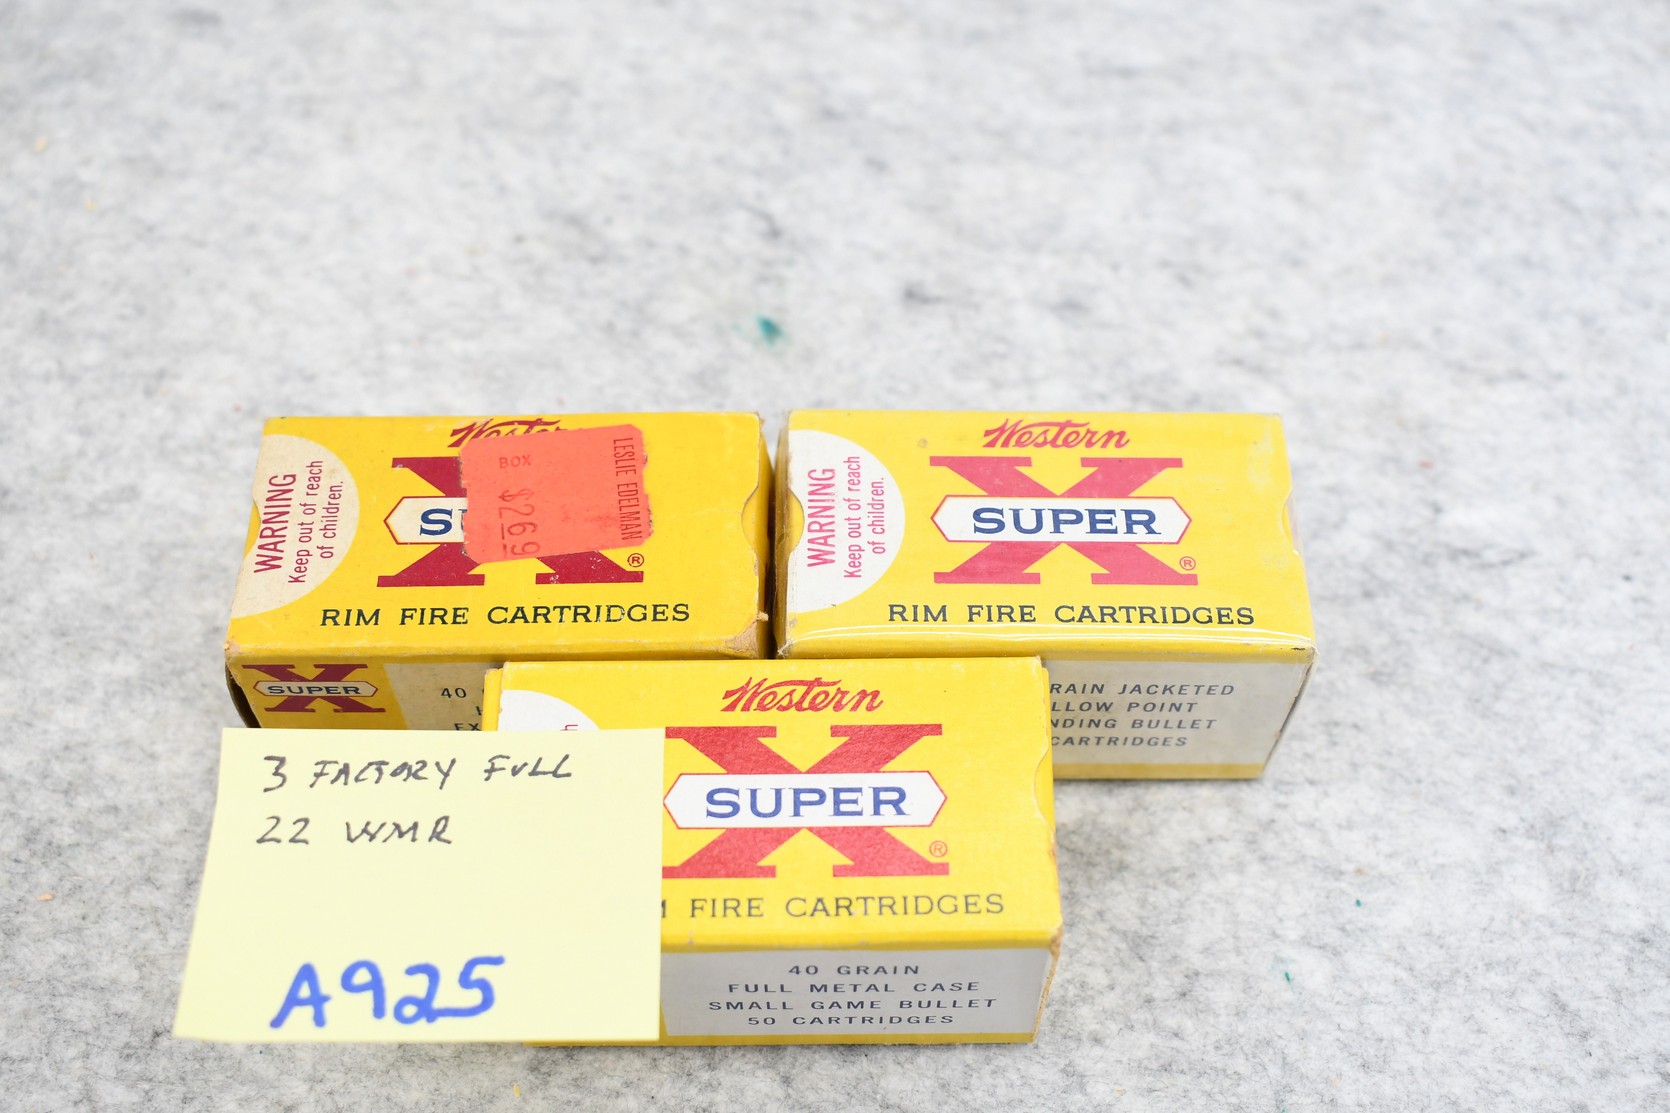 WARNING
Keep out of reach
of children.
Western
X
SU
®
RIM FIRE CARTRIDGES
BOX
$2.69
LESLIE EDELMAN
X
SUPER
40
EX
WARNING
Keep out of reach
of children.
Western
X
SUPER
®
RIM FIRE CARTRIDGES
RAIN JACKETED
LLOW POINT
NDING BULLET
CARTRIDGES
Western
X
SUPER
®
FIRE CARTRIDGES
40 GRAIN
FULL METAL CASE
SMALL GAME BULLET
50 CARTRIDGES
3 FACTORY FULL
22 WMR
A925